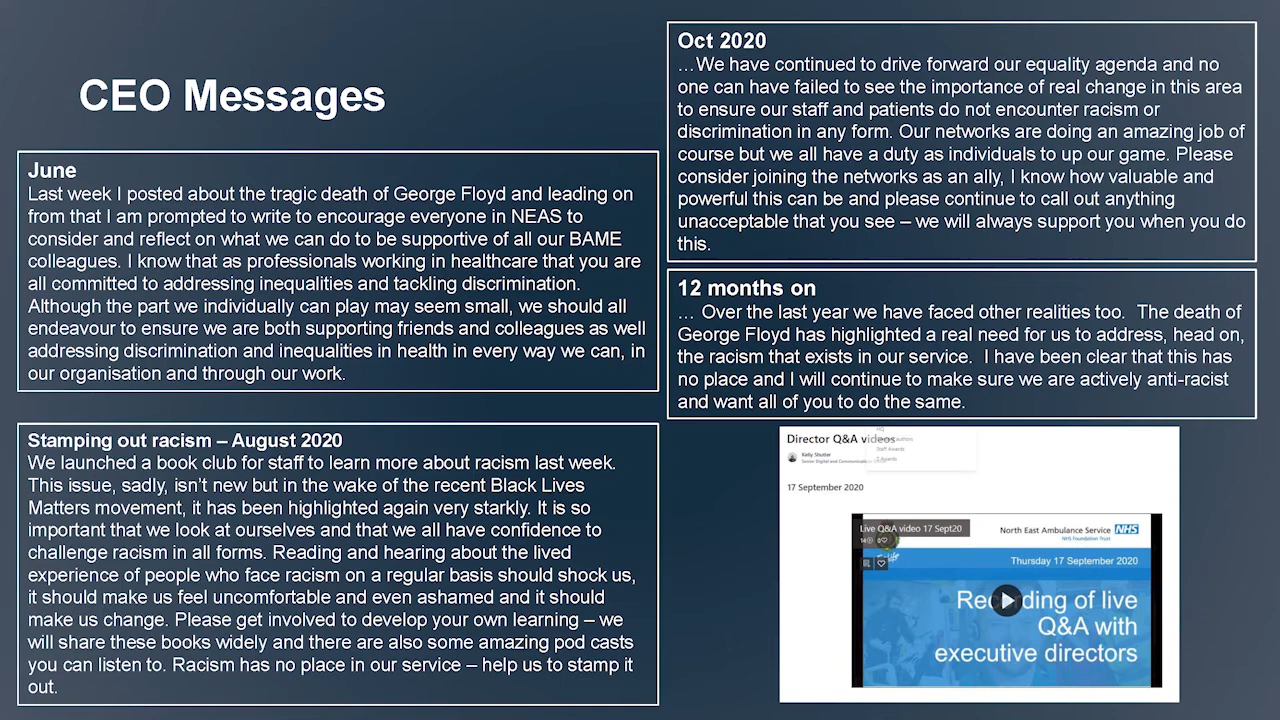 CEO Messages
June
Last week I posted about the tragic death of George Floyd and leading on
from that I am prompted to write to encourage everyone in NEAS to
consider and reflect on what we can do to be supportive of all our BAME
colleagues. I know that as professionals working in healthcare that you are
all committed to addressing inequalities and tackling discrimination.
Although the part we individually can play may seem small, we should all
endeavour to ensure we are both supporting friends and colleagues as well
addressing discrimination and inequalities in health in every way we can, in
our organisation and through our work.
Stamping out racism – August 2020
We launched a book club for staff to learn more about racism last week.
This issue, sadly, isn't new but in the wake of the recent Black Lives
Matters movement, it has been highlighted again very starkly. It is so
important that we look at ourselves and that we all have confidence to
challenge racism in all forms. Reading and hearing about the lived
experience of people who face racism on a regular basis should shock us,
it should make us feel uncomfortable and even ashamed and it should
make us change. Please get involved to develop your own learning – we
will share these books widely and there are also some amazing pod casts
you can listen to. Racism has no place in our service – help us to stamp it
out.
Oct 2020
…We have continued to drive forward our equality agenda and no
one can have failed to see the importance of real change in this area
to ensure our staff and patients do not encounter racism or
discrimination in any form. Our networks are doing an amazing job of
course but we all have a duty as individuals to up our game. Please
consider joining the networks as an ally, I know how valuable and
powerful this can be and please continue to call out anything
unacceptable that you see – we will always support you when you do
this.
12 months on
… Over the last year we have faced other realities too. The death of
George Floyd has highlighted a real need for us to address, head on,
the racism that exists in our service. I have been clear that this has
no place and I will continue to make sure we are actively anti-racist
and want all of you to do the same.
Director Q&A videos
Kelly Shutler
Senior Digital and
Staff Awards
17 September 2020
Live Q&A video 17 Sept20
North East Ambulance Service NHS
NHS Foundation Trust
Thursday 17 September 2020
Recording of live
Q&A with
executive directors